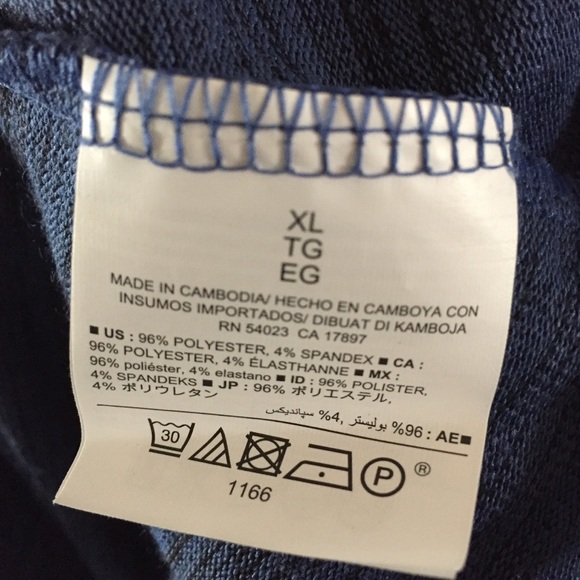 XL
TG
EG
MADE IN CAMBODIA/ HECHO EN CAMBOYA CON
INSUMOS IMPORTADOS/ DIBUAT DI KAMBOJA
RN 54023 CA 17897
■ US : 96% POLYESTER, 4% SPANDEX ■ CA :
96% POLYESTER, 4% ÉLASTHANNE ■ MX :
96% poliéster, 4% elastano ■ ID : 96% POLISTER,
4% SPANDEKS ■ JP : 96% ポリエステル,
4% ポリウレタン
■AE : 96% بوليستر, 4% سپانديكس
30 P ®
1166